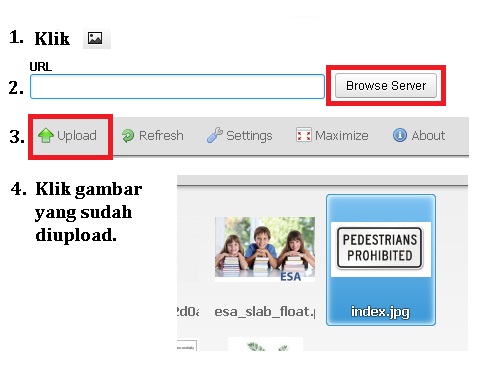 1. Klik
URL
2. Browse Server
3. Upload Refresh Settings Maximize About
4. Klik gambar
yang sudah
diupload.
PEDESTRIANS
PROHIBITED
ESA
esa_slab_float.p
index.jpg